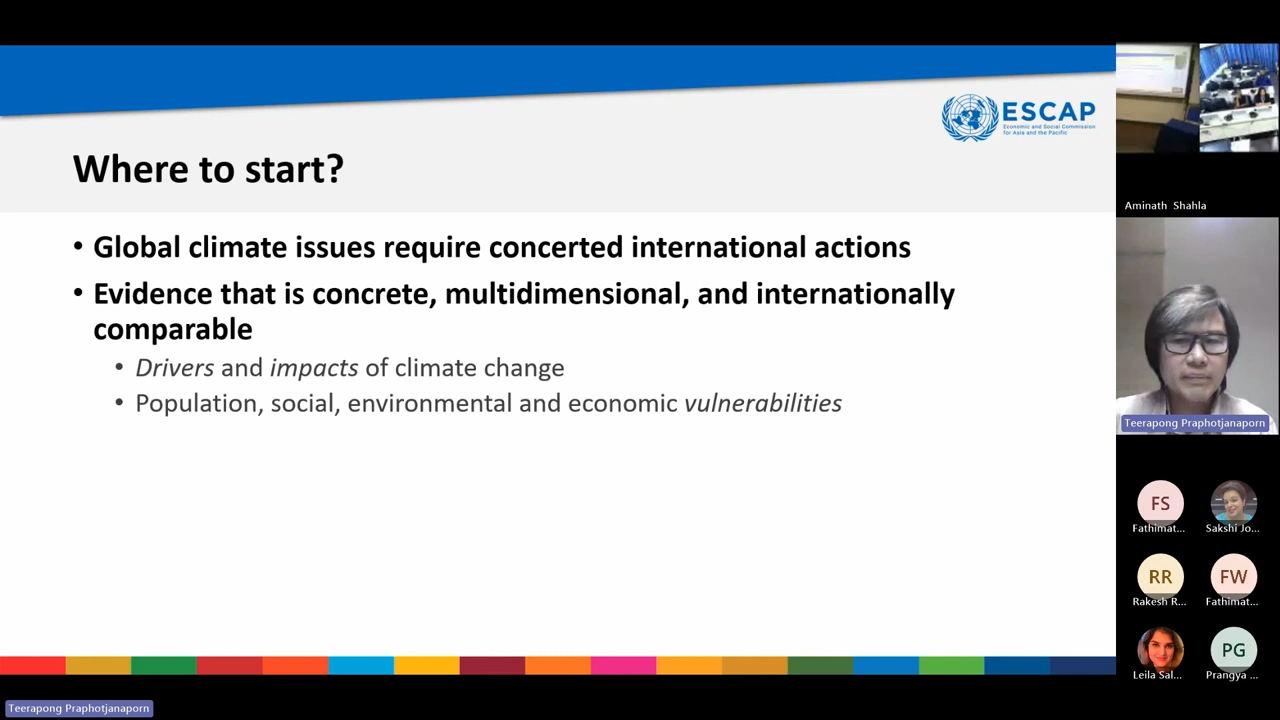 ESCAP
Economic and Social Commission
for Asia and the Pacific
Where to start?
• Global climate issues require concerted international actions
• Evidence that is concrete, multidimensional, and internationally
comparable
• Drivers and impacts of climate change
• Population, social, environmental and economic vulnerabilities
Aminath Shahla
Teerapong Praphotjanaporn
FS
Fathimat...
Sakshi Jo...
RR
Rakesh R...
FW
Fathimat...
Leila Sal...
PG
Prangya ...
Teerapong Praphotjanaporn